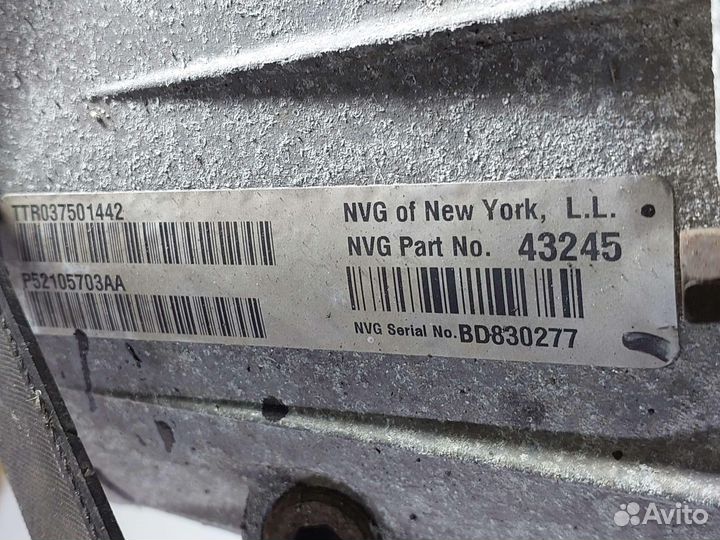 TTR037501442
P52105703AA
NVG of New York, L.L.
NVG Part No. 43245
NVG Serial No. BD830277
Avito